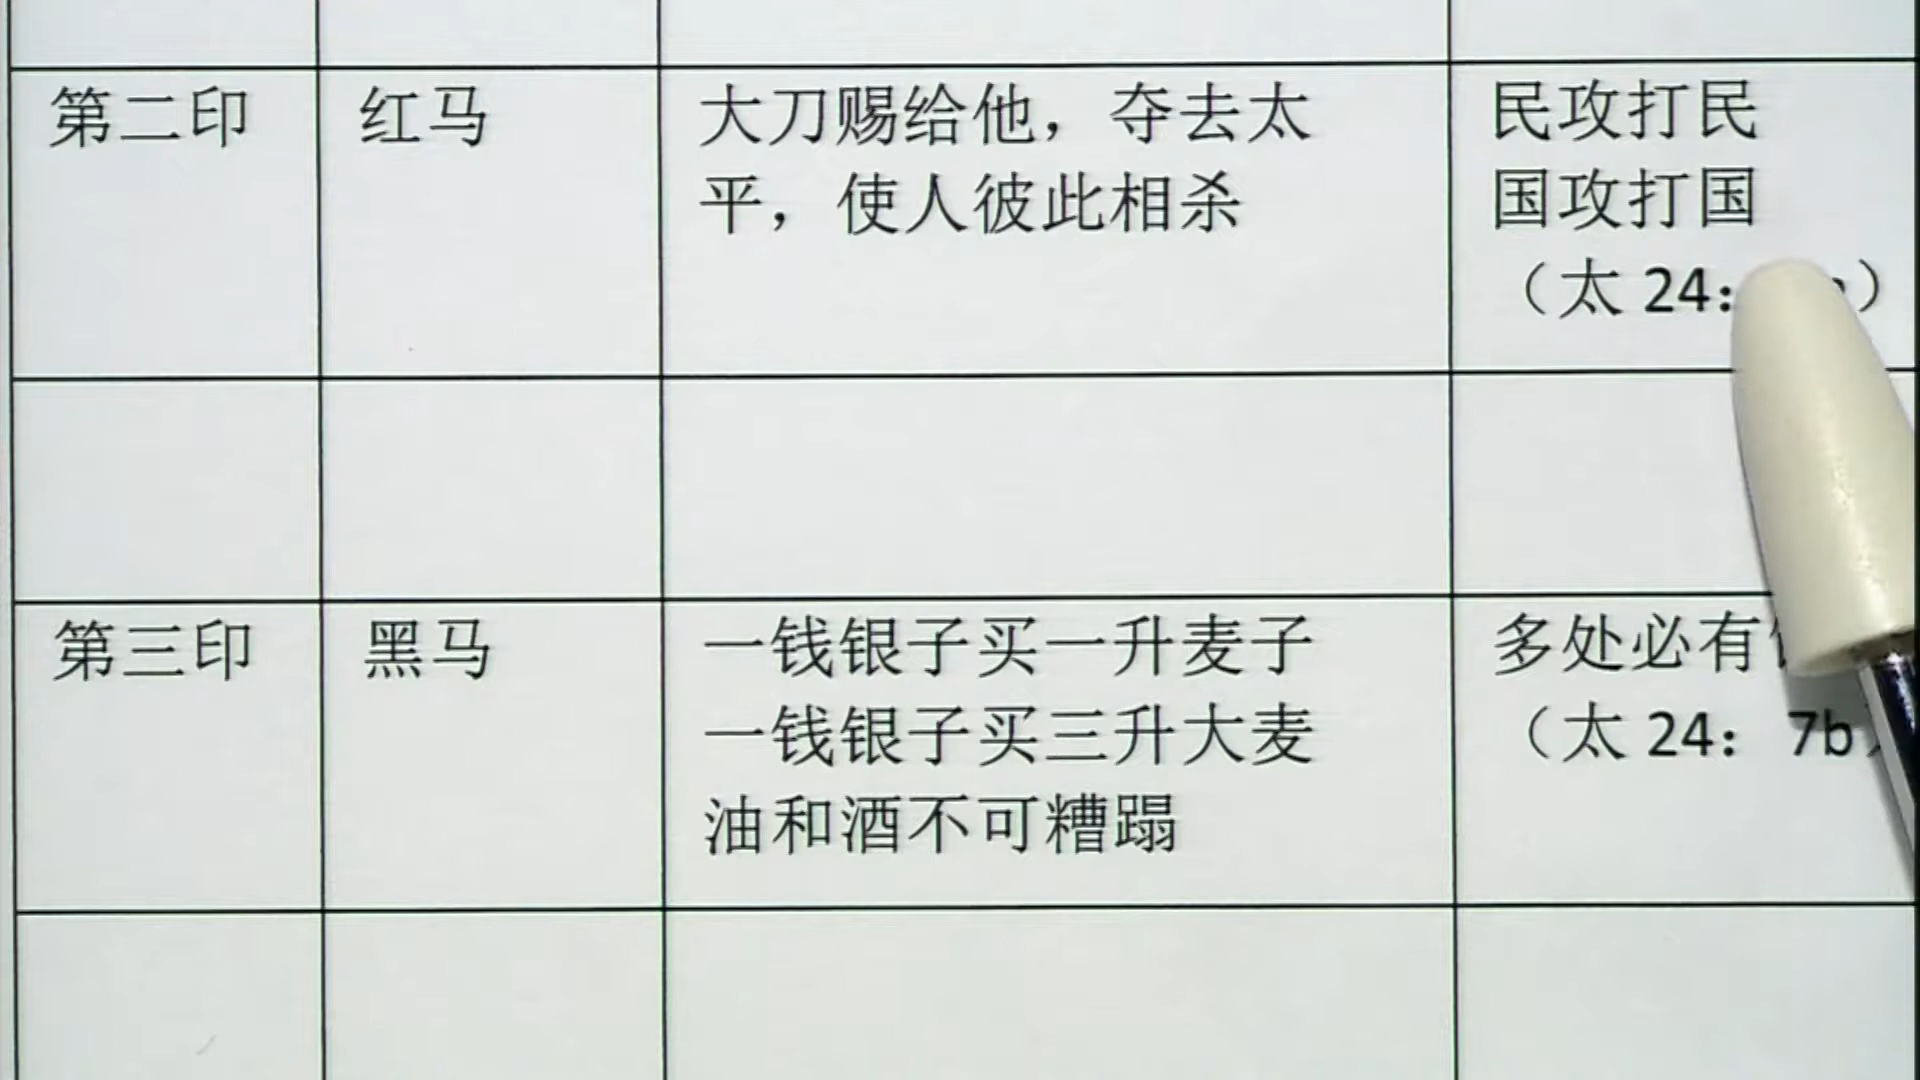 第二印
红马
大刀赐给他，夺去太
平，使人彼此相杀
民攻打民
国攻打国
（太 24：
第三印
黑马
一钱银子买一升麦子
一钱银子买三升大麦
油和酒不可糟蹋
多处必有
（太 24： 7b）